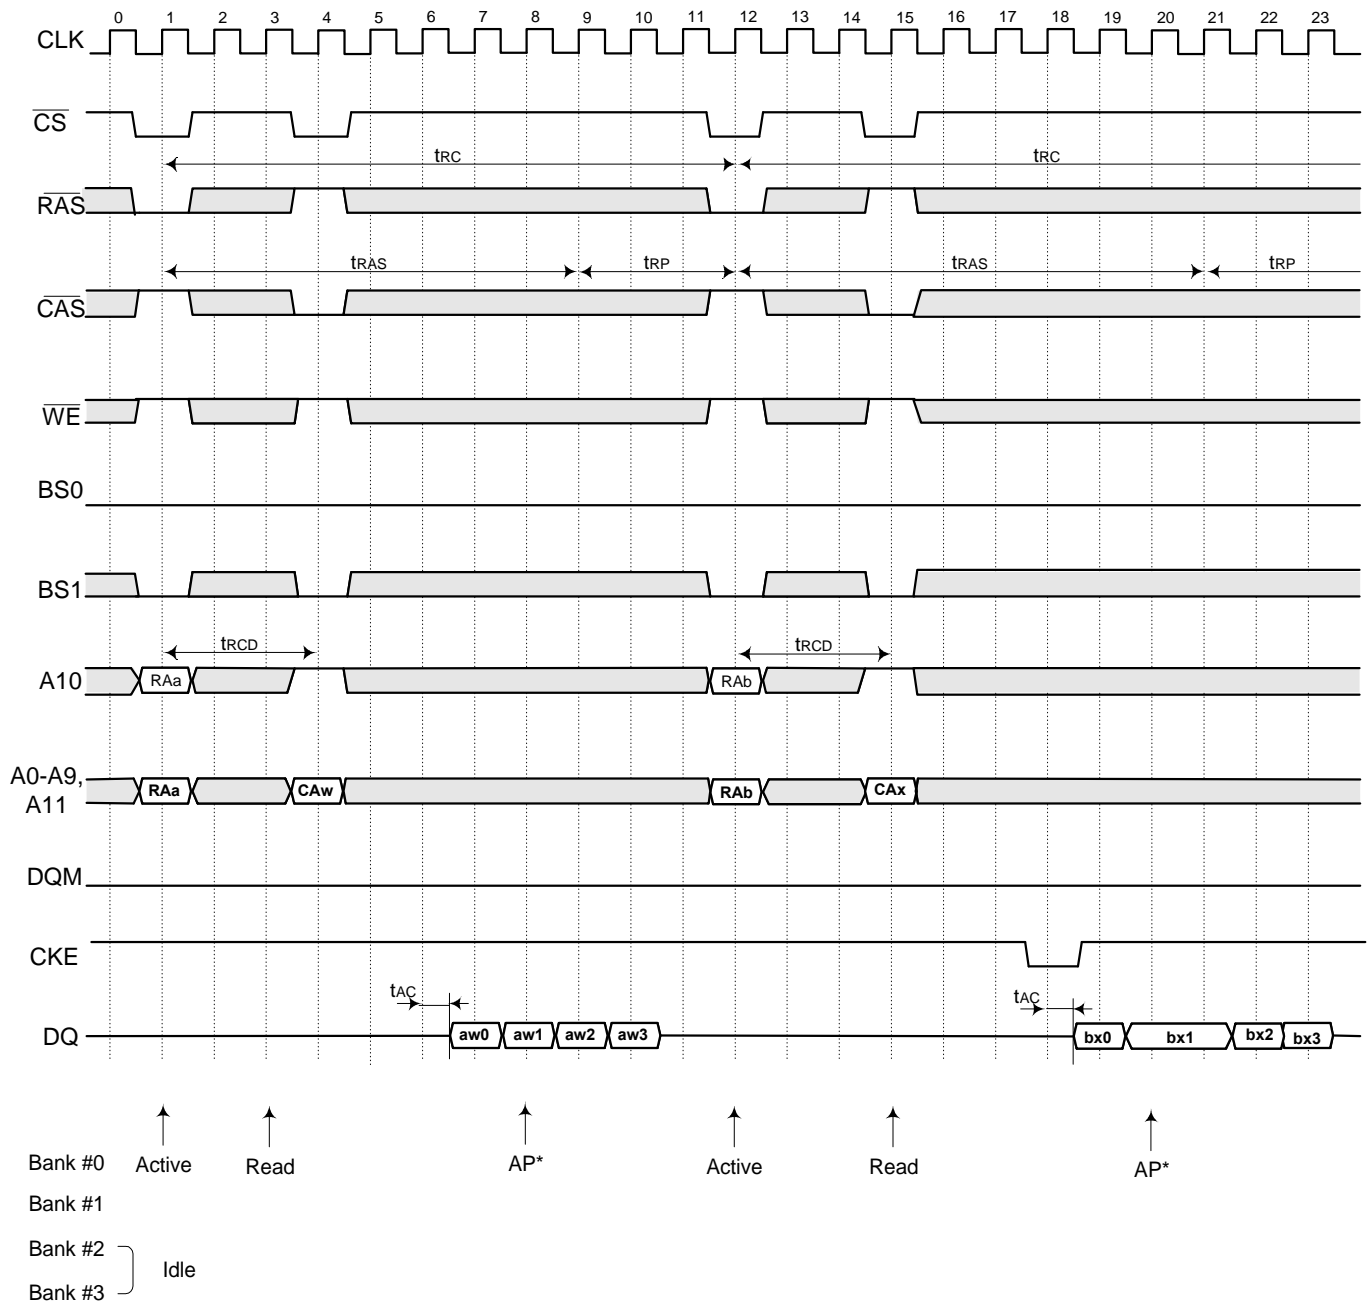 0 1 2 3 4 5 6 7 8 9 10 11 12 13 14 15 16 17 18 19 20 21 22 23
CLK
CS
tRC tRC
RAS
tRAS tRP tRAS tRP
CAS
WE
BS0
BS1
tRCD tRCD
A10 RAa RAb
A0-A9,
A11 RAa CAw RAb CAx
DQM
CKE
tAC tAC
DQ aw0 aw1 aw2 aw3 bx0 bx1 bx2 bx3
Bank #0 Active Read AP* Active Read AP*
Bank #1
Bank #2
Idle
Bank #3